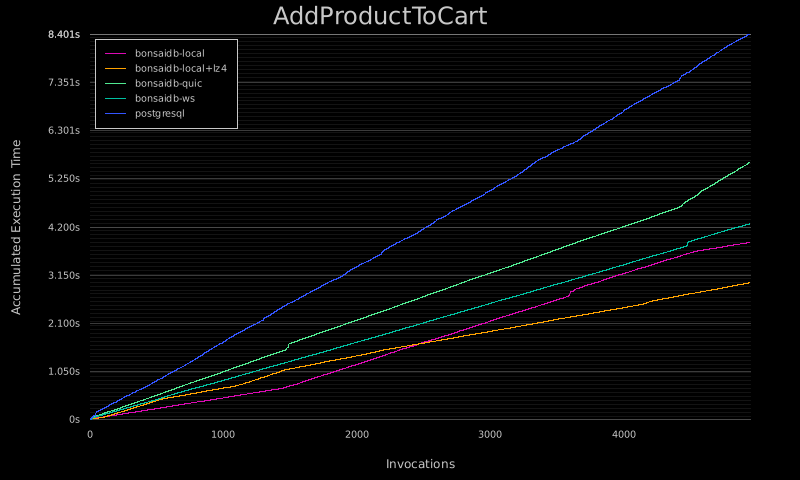 AddProductToCart
8.401s
7.351s
6.301s
5.250s
4.200s
3.150s
2.100s
1.050s
0s
bonsaidb-local
bonsaidb-local+lz4
bonsaidb-quic
bonsaidb-ws
postgresql
Accumulated Execution Time
0 1000 2000 3000 4000
Invocations